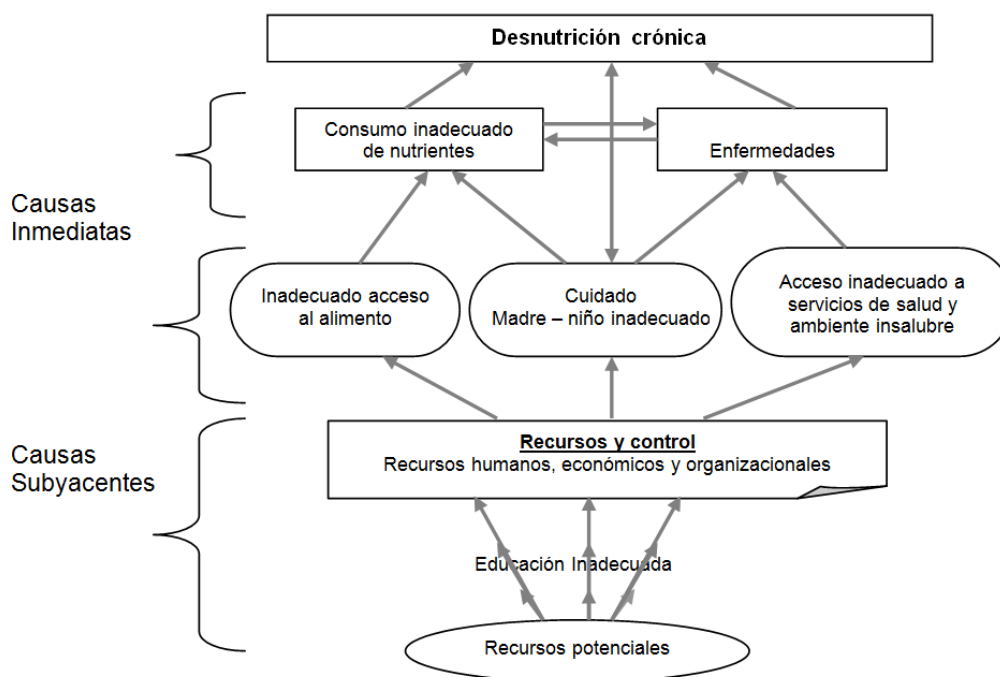 Desnutrición crónica
Consumo inadecuado
de nutrientes
Enfermedades
Causas
Inmediatas
Inadecuado acceso
al alimento
Cuidado
Madre – niño inadecuado
Acceso inadecuado a
servicios de salud y
ambiente insalubre
Causas
Subyacentes
Recursos y control
Recursos humanos, económicos y organizacionales
Educación Inadecuada
Recursos potenciales